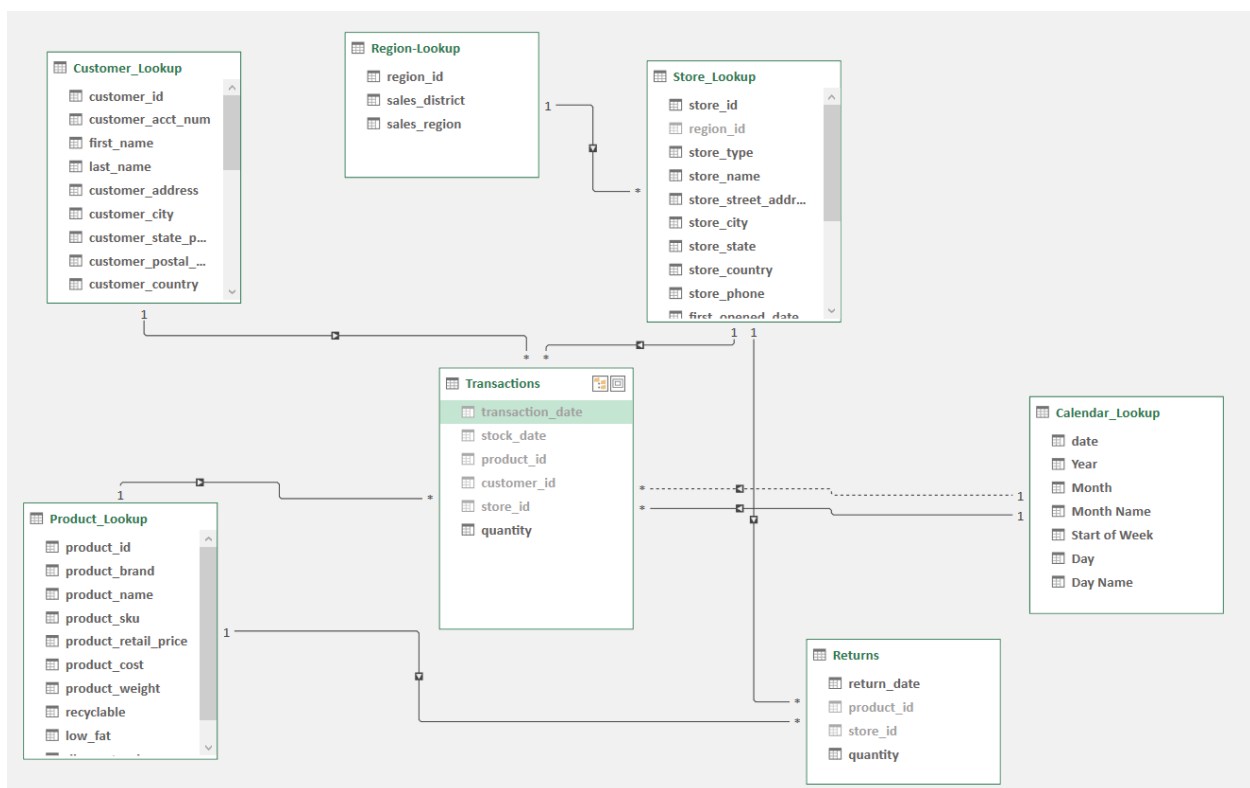 Customer_Lookup
customer_id
customer_acct_num
first_name
last_name
customer_address
customer_city
customer_state_p...
customer_postal_...
customer_country
1
Region-Lookup
region_id
sales_district
sales_region
1
*
Store_Lookup
store_id
region_id
store_type
store_name
store_street_addr...
store_city
store_state
store_country
store_phone
first_opened_date
1 1
* *
Transactions
transaction_date
stock_date
product_id
customer_id
store_id
quantity
*
*
*
1
1
Calendar_Lookup
date
Year
Month
Month Name
Start of Week
Day
Day Name
1
Product_Lookup
product_id
product_brand
product_name
product_sku
product_retail_price
product_cost
product_weight
recyclable
low_fat
1
*
*
Returns
return_date
product_id
store_id
quantity